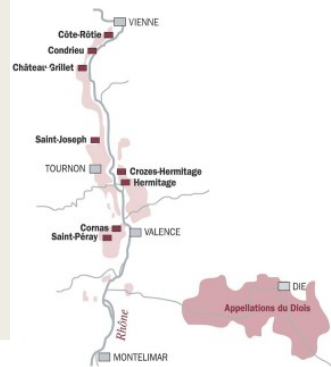 VIENNE
Côte-Rôtie
Condrieu
Château-Grillet
Saint-Joseph
TOURNON
Crozes-Hermitage
Hermitage
Cornas
Saint-Péray
VALENCE
DIE
Appellations du Diois
Rhône
MONTELIMAR